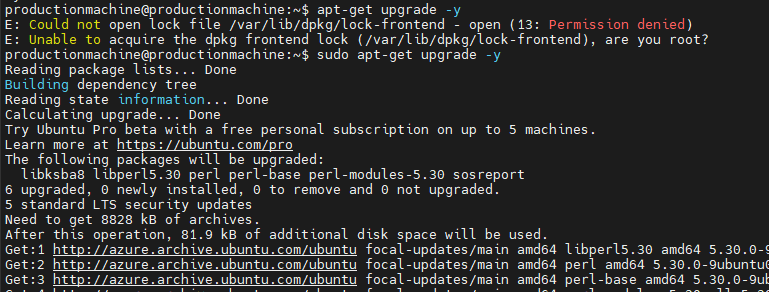 productionmachine@productionmachine:~$ apt-get upgrade -y
E: Could not open lock file /var/lib/dpkg/lock-frontend - open (13: Permission denied)
E: Unable to acquire the dpkg frontend lock (/var/lib/dpkg/lock-frontend), are you root?
productionmachine@productionmachine:~$ sudo apt-get upgrade -y
Reading package lists... Done
Building dependency tree
Reading state information... Done
Calculating upgrade... Done
Try Ubuntu Pro beta with a free personal subscription on up to 5 machines.
Learn more at https://ubuntu.com/pro
The following packages will be upgraded:
  libksba8 libperl5.30 perl perl-base perl-modules-5.30 sosreport
6 upgraded, 0 newly installed, 0 to remove and 0 not upgraded.
5 standard LTS security updates
Need to get 8828 kB of archives.
After this operation, 81.9 kB of additional disk space will be used.
Get:1 http://azure.archive.ubuntu.com/ubuntu focal-updates/main amd64 libperl5.30 amd64 5.30.0-9
Get:2 http://azure.archive.ubuntu.com/ubuntu focal-updates/main amd64 perl amd64 5.30.0-9ubuntu0
Get:3 http://azure.archive.ubuntu.com/ubuntu focal-updates/main amd64 perl-base amd64 5.30.0-9ub